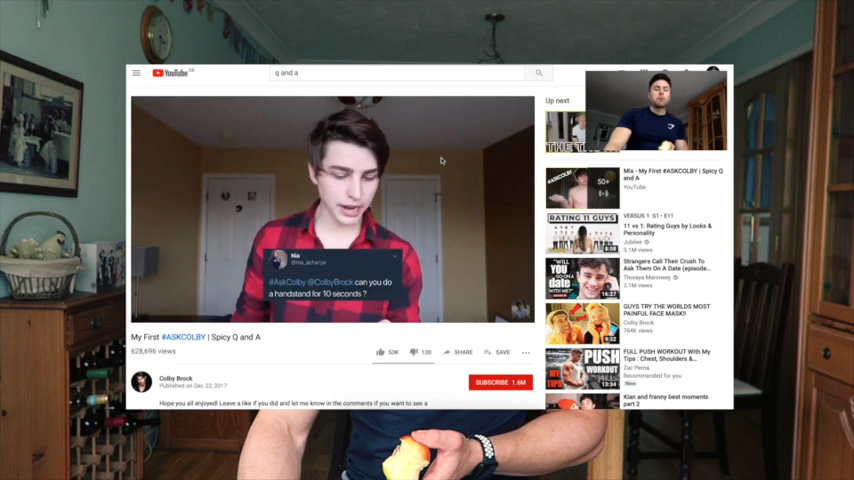 YouTube GB
q and a
Up next
THE T
Nia
@nia_acharya
#AskColby @ColbyBrock can you do
a handstand for 10 seconds ?
#ASKCOLBY
50+
Mix - My First #ASKCOLBY | Spicy Q
and A
YouTube
VERSUS 1 S1 • E11
RATING 11 GUYS
8:08
11 vs 1: Rating Guys by Looks &
Personality
Jubilee
3.1M views
"WILL
YOU
GO ON A
date
WITH ME?"
16:27
Strangers Call Their Crush To
Ask Them On A Date (episode...
Thoraya Maronesy
2.1M views
9:32
GUYS TRY THE WORLDS MOST
PAINFUL FACE MASK!!
Colby Brock
764K views
My First #ASKCOLBY | Spicy Q and A
628,696 views
53K
130
SHARE
SAVE
PUSH
WORKOUT
MY
TIPS
13:34
FULL PUSH WORKOUT With My
Tips : Chest, Shoulders &...
Zac Perna
Recommended for you
New
Colby Brock
Published on Dec 22, 2017
SUBSCRIBE 1.6M
Kian and franny best moments
part 2
Hope you all enjoyed! Leave a like if you did and let me know in the comments if you want to see a